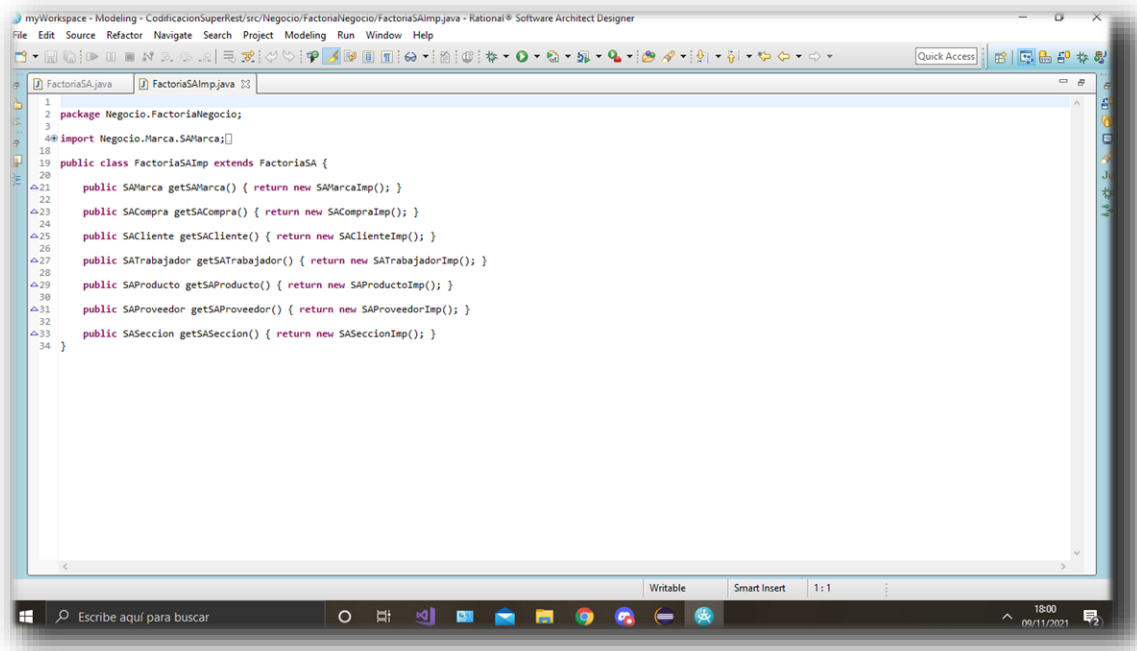 myWorkspace - Modeling - CodificacionSuperRest/src/Negocio/FactoriaNegocio/FactoriaSAImp.java - Rational® Software Architect Designer
File Edit Source Refactor Navigate Search Project Modeling Run Window Help
Quick Access
FactoriaSA.java FactoriaSAImp.java
1
2 package Negocio.FactoriaNegocio;
3
4 import Negocio.Marca.SAMarca;
18
19 public class FactoriaSAImp extends FactoriaSA {
20
21 public SAMarca getSAMarca() { return new SAMarcaImp(); }
22
23 public SACompra getSACompra() { return new SACompraImp(); }
24
25 public SACliente getSACliente() { return new SAClienteImp(); }
26
27 public SATrabajador getSATrabajador() { return new SATrabajadorImp(); }
28
29 public SAProducto getSAProducto() { return new SAProductoImp(); }
30
31 public SAProveedor getSAProveedor() { return new SAProveedorImp(); }
32
33 public SASeccion getSASeccion() { return new SASeccionImp(); }
34 }
Writable Smart Insert 1 : 1
Escribe aquí para buscar
18:00
09/11/2021
2